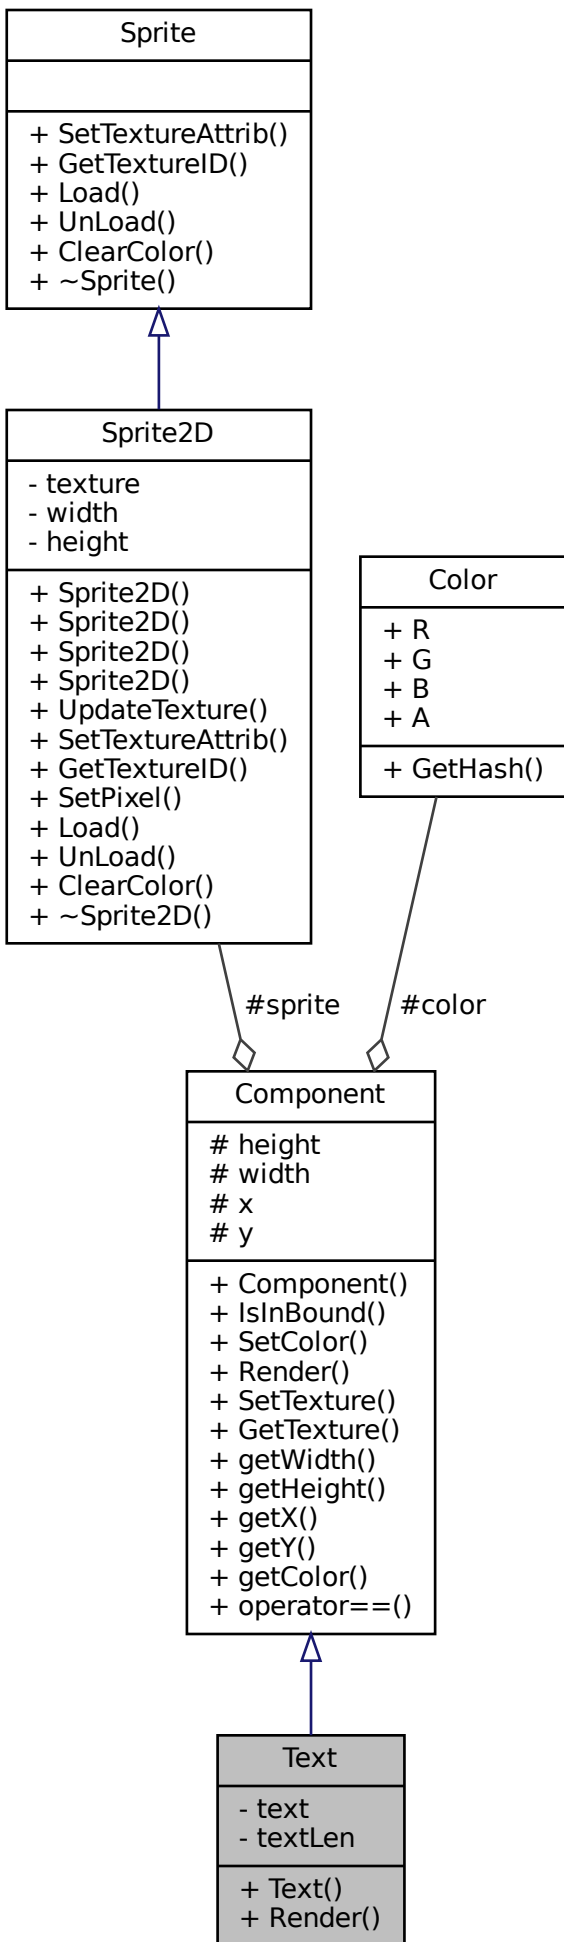 Sprite
+ SetTextureAttrib()
+ GetTextureID()
+ Load()
+ UnLoad()
+ ClearColor()
+ ~Sprite()
Sprite2D
- texture
- width
- height
+ Sprite2D()
+ Sprite2D()
+ Sprite2D()
+ Sprite2D()
+ UpdateTexture()
+ SetTextureAttrib()
+ GetTextureID()
+ SetPixel()
+ Load()
+ UnLoad()
+ ClearColor()
+ ~Sprite2D()
Color
+ R
+ G
+ B
+ A
+ GetHash()
#sprite
#color
Component
# height
# width
# x
# y
+ Component()
+ IsInBound()
+ SetColor()
+ Render()
+ SetTexture()
+ GetTexture()
+ getWidth()
+ getHeight()
+ getX()
+ getY()
+ getColor()
+ operator==()
Text
- text
- textLen
+ Text()
+ Render()